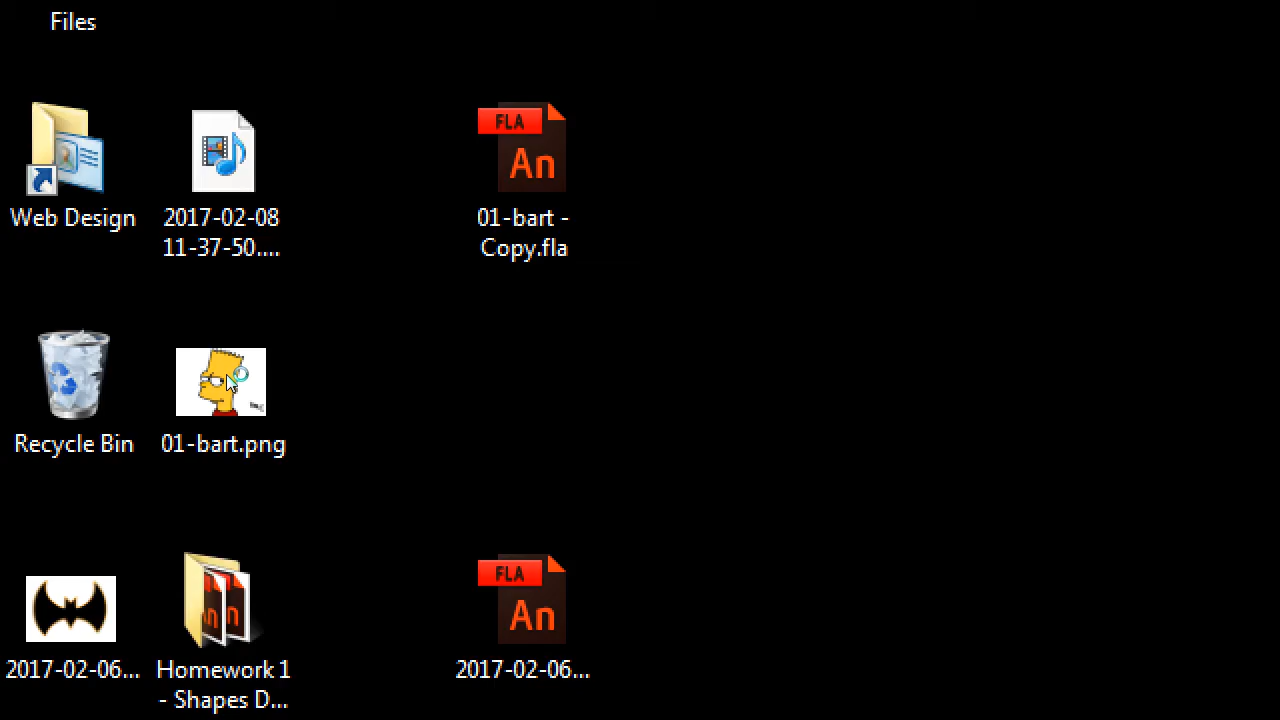 Files
Web Design
2017-02-08
11-37-50....
FLA
An
01-bart -
Copy.fla
Recycle Bin
01-bart.png
2017-02-06...
Homework 1
- Shapes D...
FLA
An
2017-02-06...